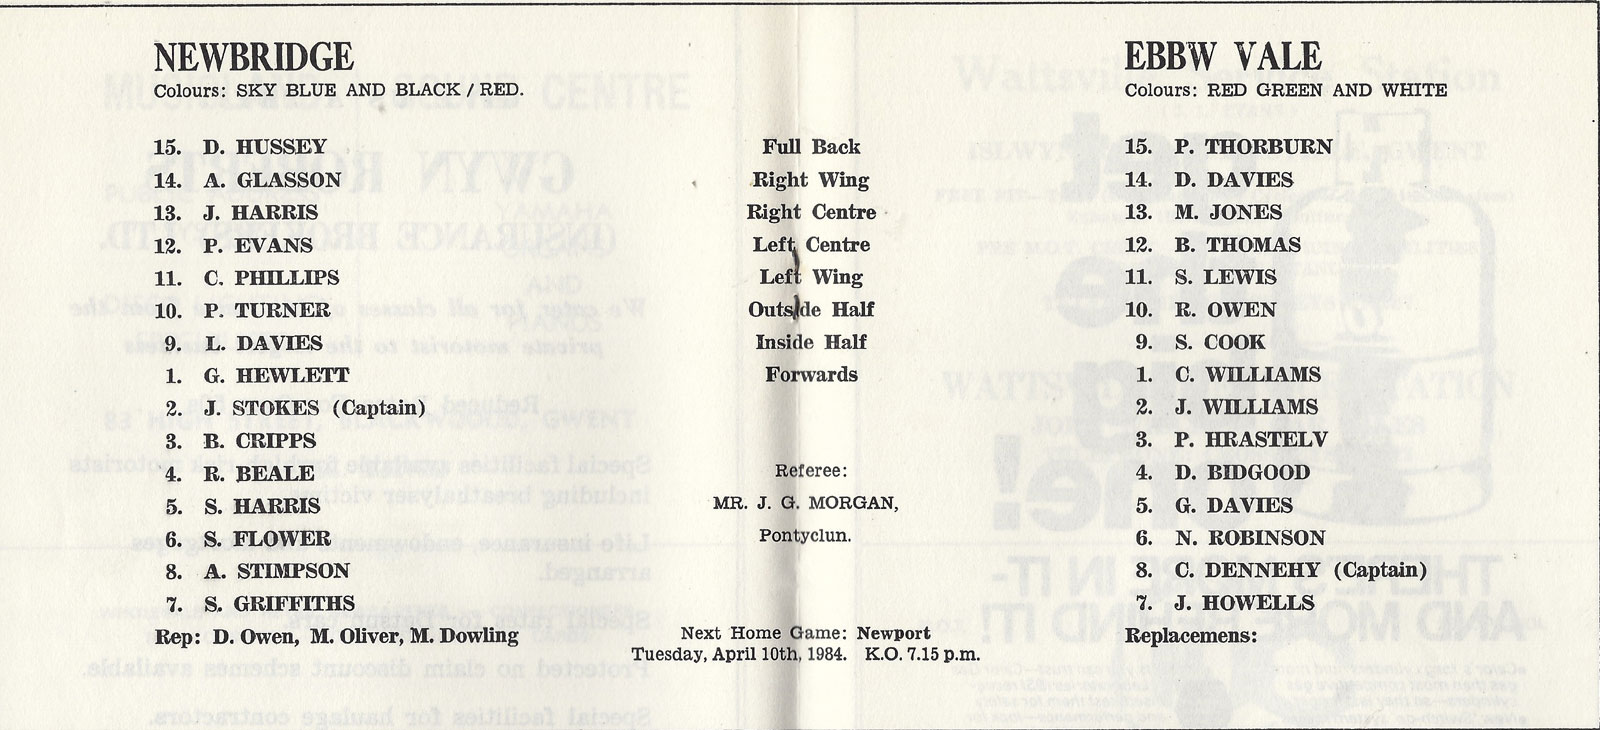 NEWBRIDGE
Colours: SKY BLUE AND BLACK / RED.
15. D. HUSSEY
14. A. GLASSON
13. J. HARRIS
12. P. EVANS
11. C. PHILLIPS
10. P. TURNER
9. L. DAVIES
1. G. HEWLETT
2. J. STOKES (Captain)
3. B. CRIPPS
4. R. BEALE
5. S. HARRIS
6. S. FLOWER
8. A. STIMPSON
7. S. GRIFFITHS
Rep: D. Owen, M. Oliver, M. Dowling
Full Back
Right Wing
Right Centre
Left Centre
Left Wing
Outside Half
Inside Half
Forwards
Referee:
MR. J. G. MORGAN,
Pontyclun.
Next Home Game: Newport
Tuesday, April 10th, 1984. K.O. 7.15 p.m.
EBBW VALE
Colours: RED GREEN AND WHITE
15. P. THORBURN
14. D. DAVIES
13. M. JONES
12. B. THOMAS
11. S. LEWIS
10. R. OWEN
9. S. COOK
1. C. WILLIAMS
2. J. WILLIAMS
3. P. HRASTELV
4. D. BIDGOOD
5. G. DAVIES
6. N. ROBINSON
8. C. DENNEHY (Captain)
7. J. HOWELLS
Replacemens: